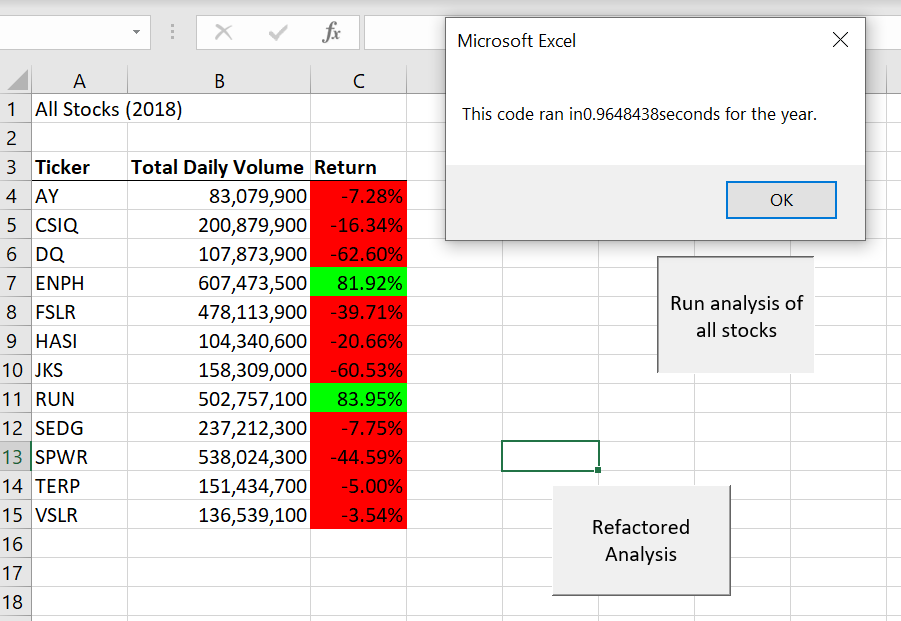 fx
Microsoft Excel
This code ran in0.9648438seconds for the year.
OK
A B C
1 All Stocks (2018)
2
3 Ticker Total Daily Volume Return
4 AY 83,079,900 -7.28%
5 CSIQ 200,879,900 -16.34%
6 DQ 107,873,900 -62.60%
7 ENPH 607,473,500 81.92%
8 FSLR 478,113,900 -39.71%
9 HASI 104,340,600 -20.66%
10 JKS 158,309,000 -60.53%
11 RUN 502,757,100 83.95%
12 SEDG 237,212,300 -7.75%
13 SPWR 538,024,300 -44.59%
14 TERP 151,434,700 -5.00%
15 VSLR 136,539,100 -3.54%
16
17
18
Run analysis of
all stocks
Refactored
Analysis